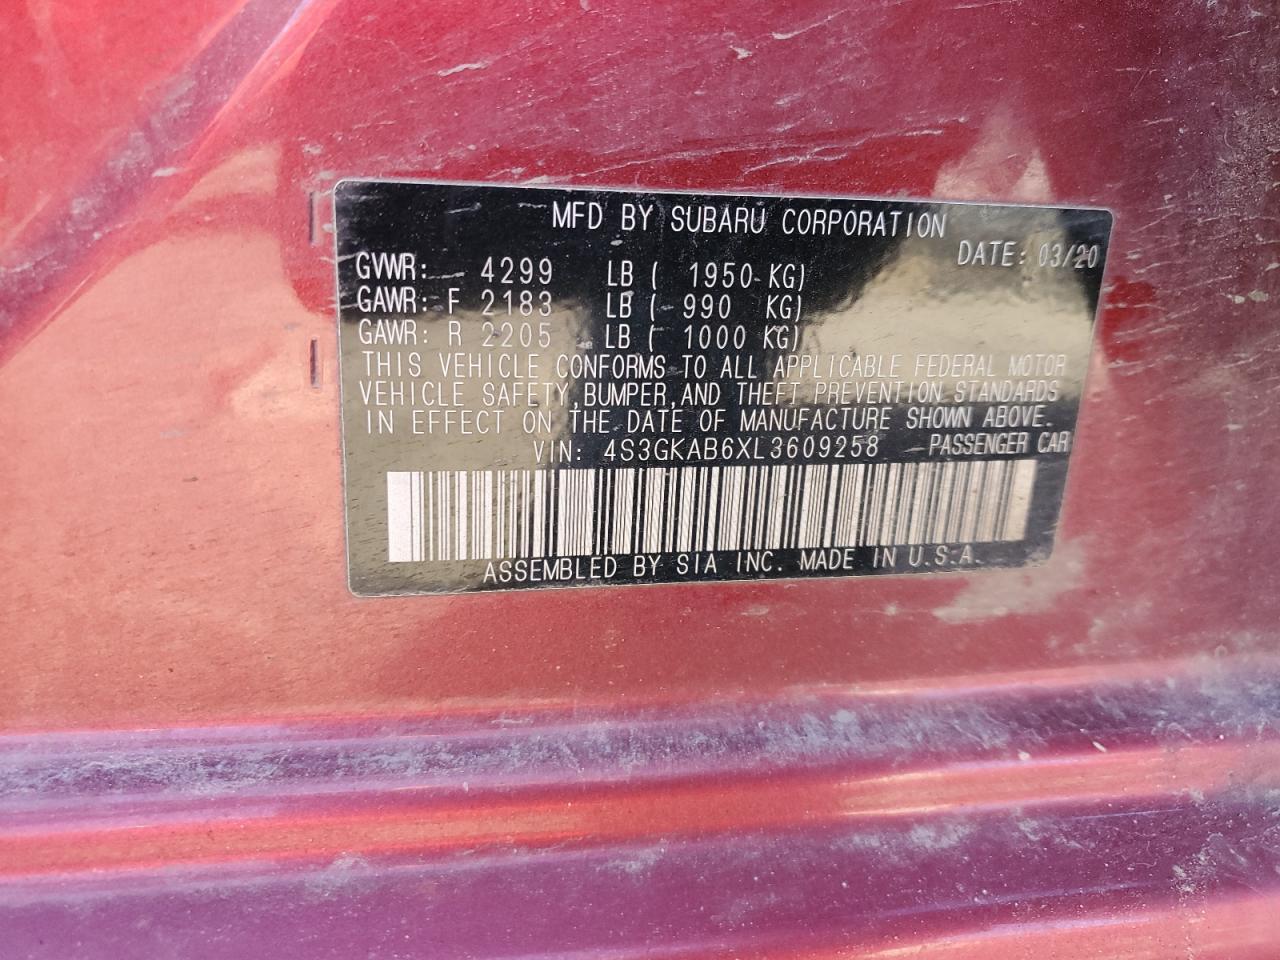 MFD BY SUBARU CORPORATION
DATE: 03/20
GVWR: 4299 LB ( 1950 KG)
GAWR: F 2183 LB ( 990 KG)
GAWR: R 2205 LB ( 1000 KG)
THIS VEHICLE CONFORMS TO ALL APPLICABLE FEDERAL MOTOR
VEHICLE SAFETY, BUMPER, AND THEFT PREVENTION STANDARDS
IN EFFECT ON THE DATE OF MANUFACTURE SHOWN ABOVE.
VIN: 4S3GKAB6XL3609258 PASSENGER CAR
ASSEMBLED BY SIA INC. MADE IN U.S.A.